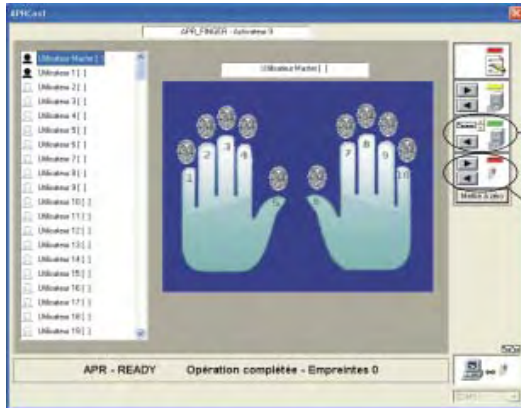 APRCast
APR_FINGER - Activateur 9
Utilisateur Master [ ]
Utilisateur 1 [ ]
Utilisateur 2 [ ]
Utilisateur 3 [ ]
Utilisateur 4 [ ]
Utilisateur 5 [ ]
Utilisateur 6 [ ]
Utilisateur 7 [ ]
Utilisateur 8 [ ]
Utilisateur 9 [ ]
Utilisateur 10 [ ]
Utilisateur 11 [ ]
Utilisateur 12 [ ]
Utilisateur 13 [ ]
Utilisateur 14 [ ]
Utilisateur 15 [ ]
Utilisateur 16 [ ]
Utilisateur 17 [ ]
Utilisateur 18 [ ]
Utilisateur 19 [ ]
Utilisateur Master [ ]
1 2 3 4 5
6 7 8 9 10
Mettre à zéro
APR - READY Opération complétée - Empreintes 0